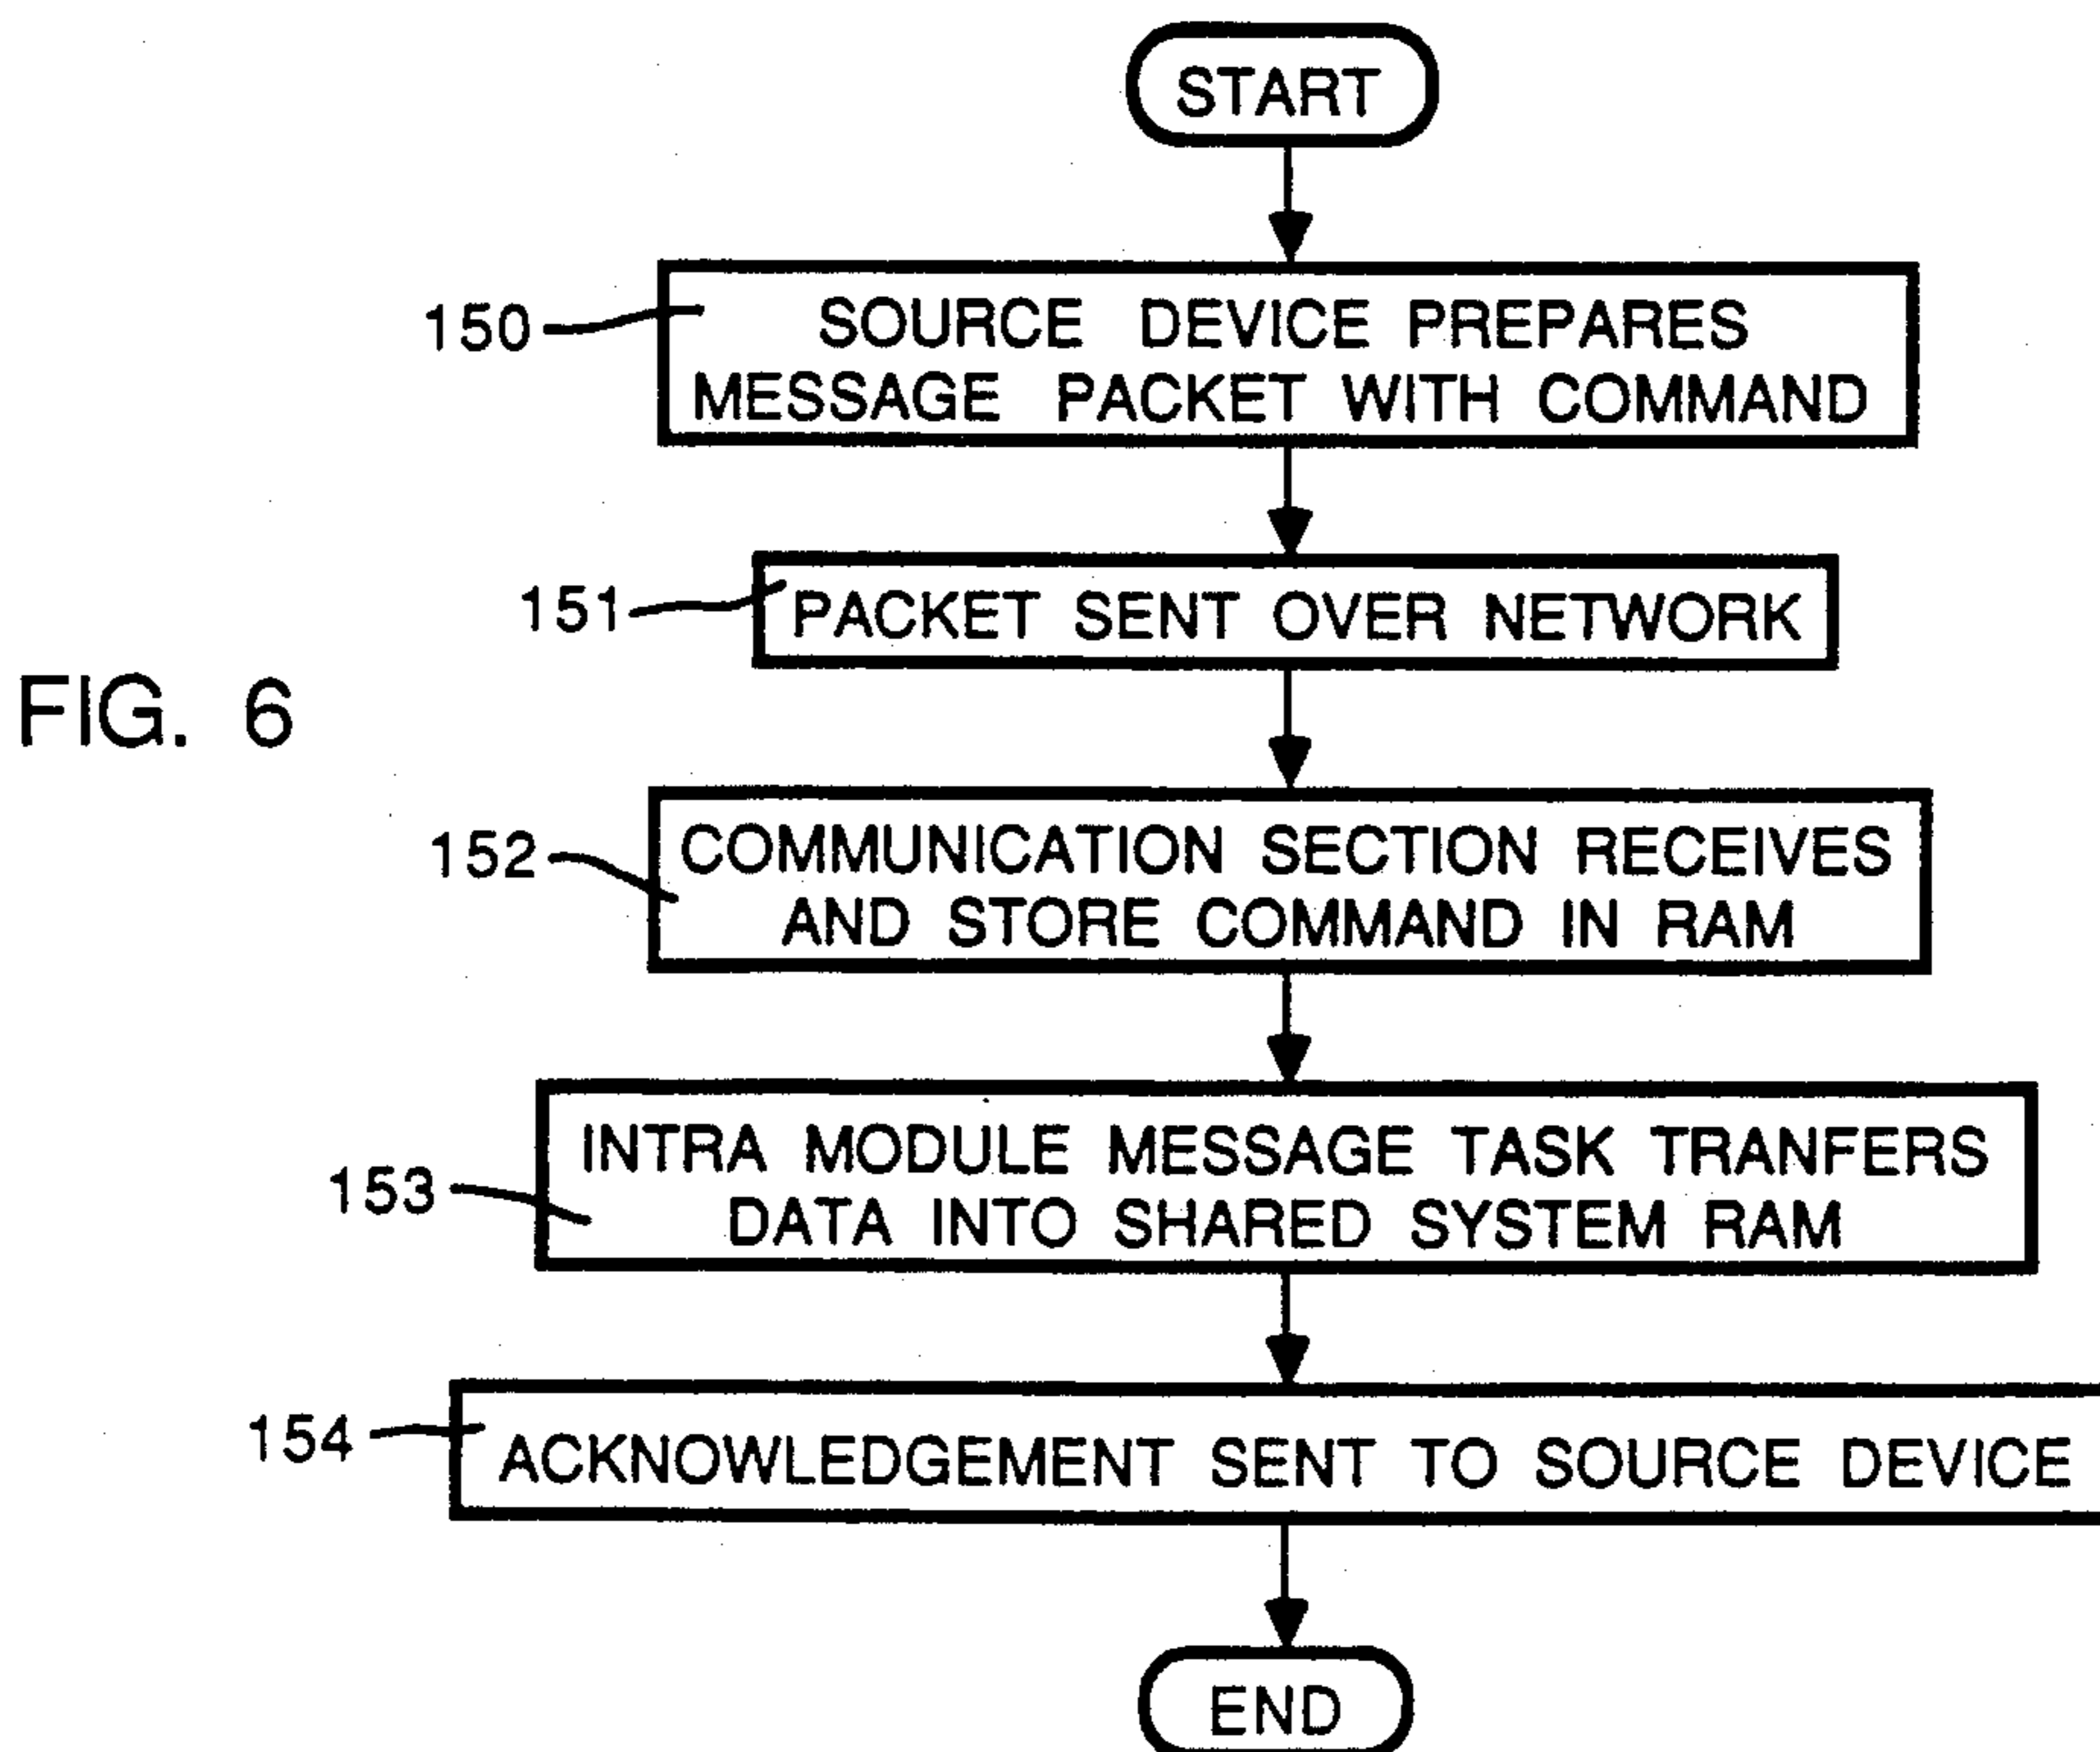 START
150
SOURCE DEVICE PREPARES
MESSAGE PACKET WITH COMMAND
151
PACKET SENT OVER NETWORK
FIG. 6
152
COMMUNICATION SECTION RECEIVES
AND STORE COMMAND IN RAM
153
INTRA MODULE MESSAGE TASK TRANFERS
DATA INTO SHARED SYSTEM RAM
154
ACKNOWLEDGEMENT SENT TO SOURCE DEVICE
END